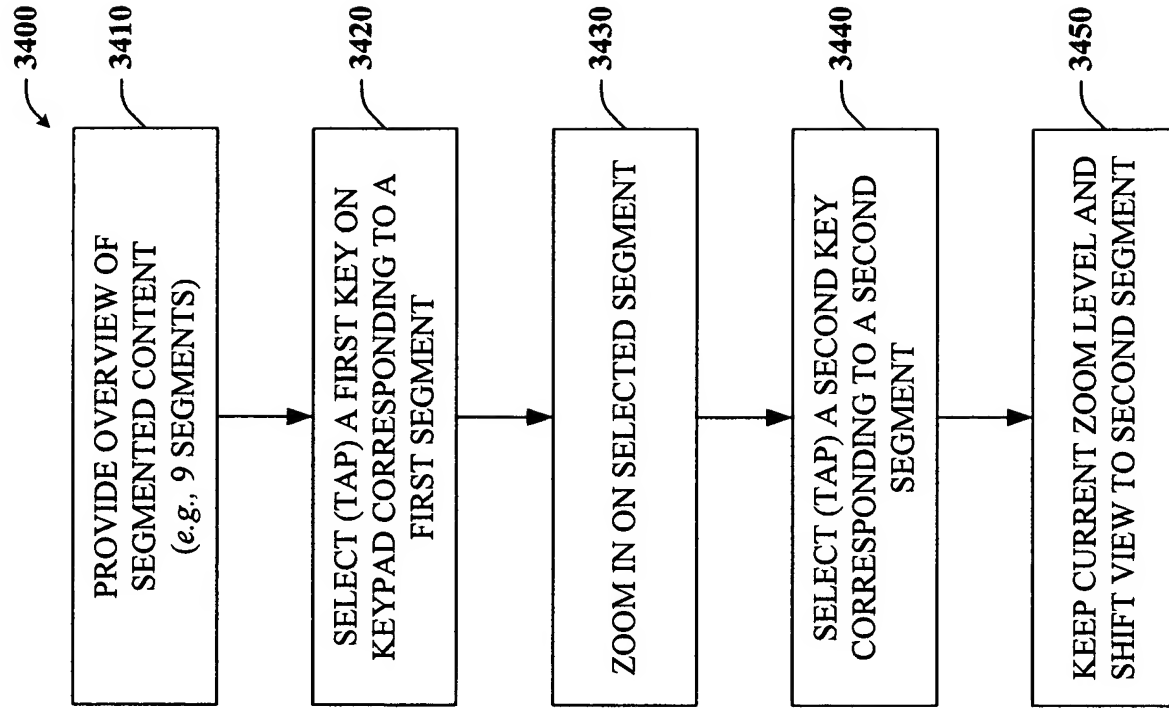 3400
3410
PROVIDE OVERVIEW OF
SEGMENTED CONTENT
(e.g., 9 SEGMENTS)
3420
SELECT (TAP) A FIRST KEY ON
KEYPAD CORRESPONDING TO A
FIRST SEGMENT
3430
ZOOM IN ON SELECTED SEGMENT
3440
SELECT (TAP) A SECOND KEY
CORRESPONDING TO A SECOND
SEGMENT
3450
KEEP CURRENT ZOOM LEVEL AND
SHIFT VIEW TO SECOND SEGMENT